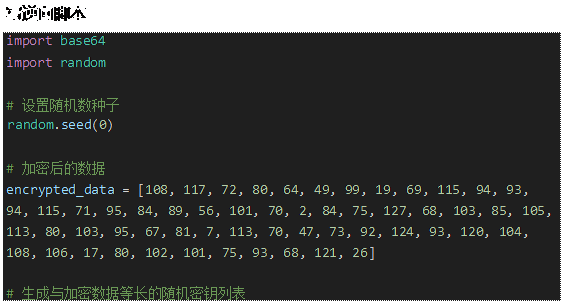 逆向脚本
import base64
import random
# 设置随机数种子
random.seed(0)
# 加密后的数据
encrypted_data = [108, 117, 72, 80, 64, 49, 99, 19, 69, 115, 94, 93,
94, 115, 71, 95, 84, 89, 56, 101, 70, 2, 84, 75, 127, 68, 103, 85, 105,
113, 80, 103, 95, 67, 81, 7, 113, 70, 47, 73, 92, 124, 93, 120, 104,
108, 106, 17, 80, 102, 101, 75, 93, 68, 121, 26]
# 生成与加密数据等长的随机密钥列表